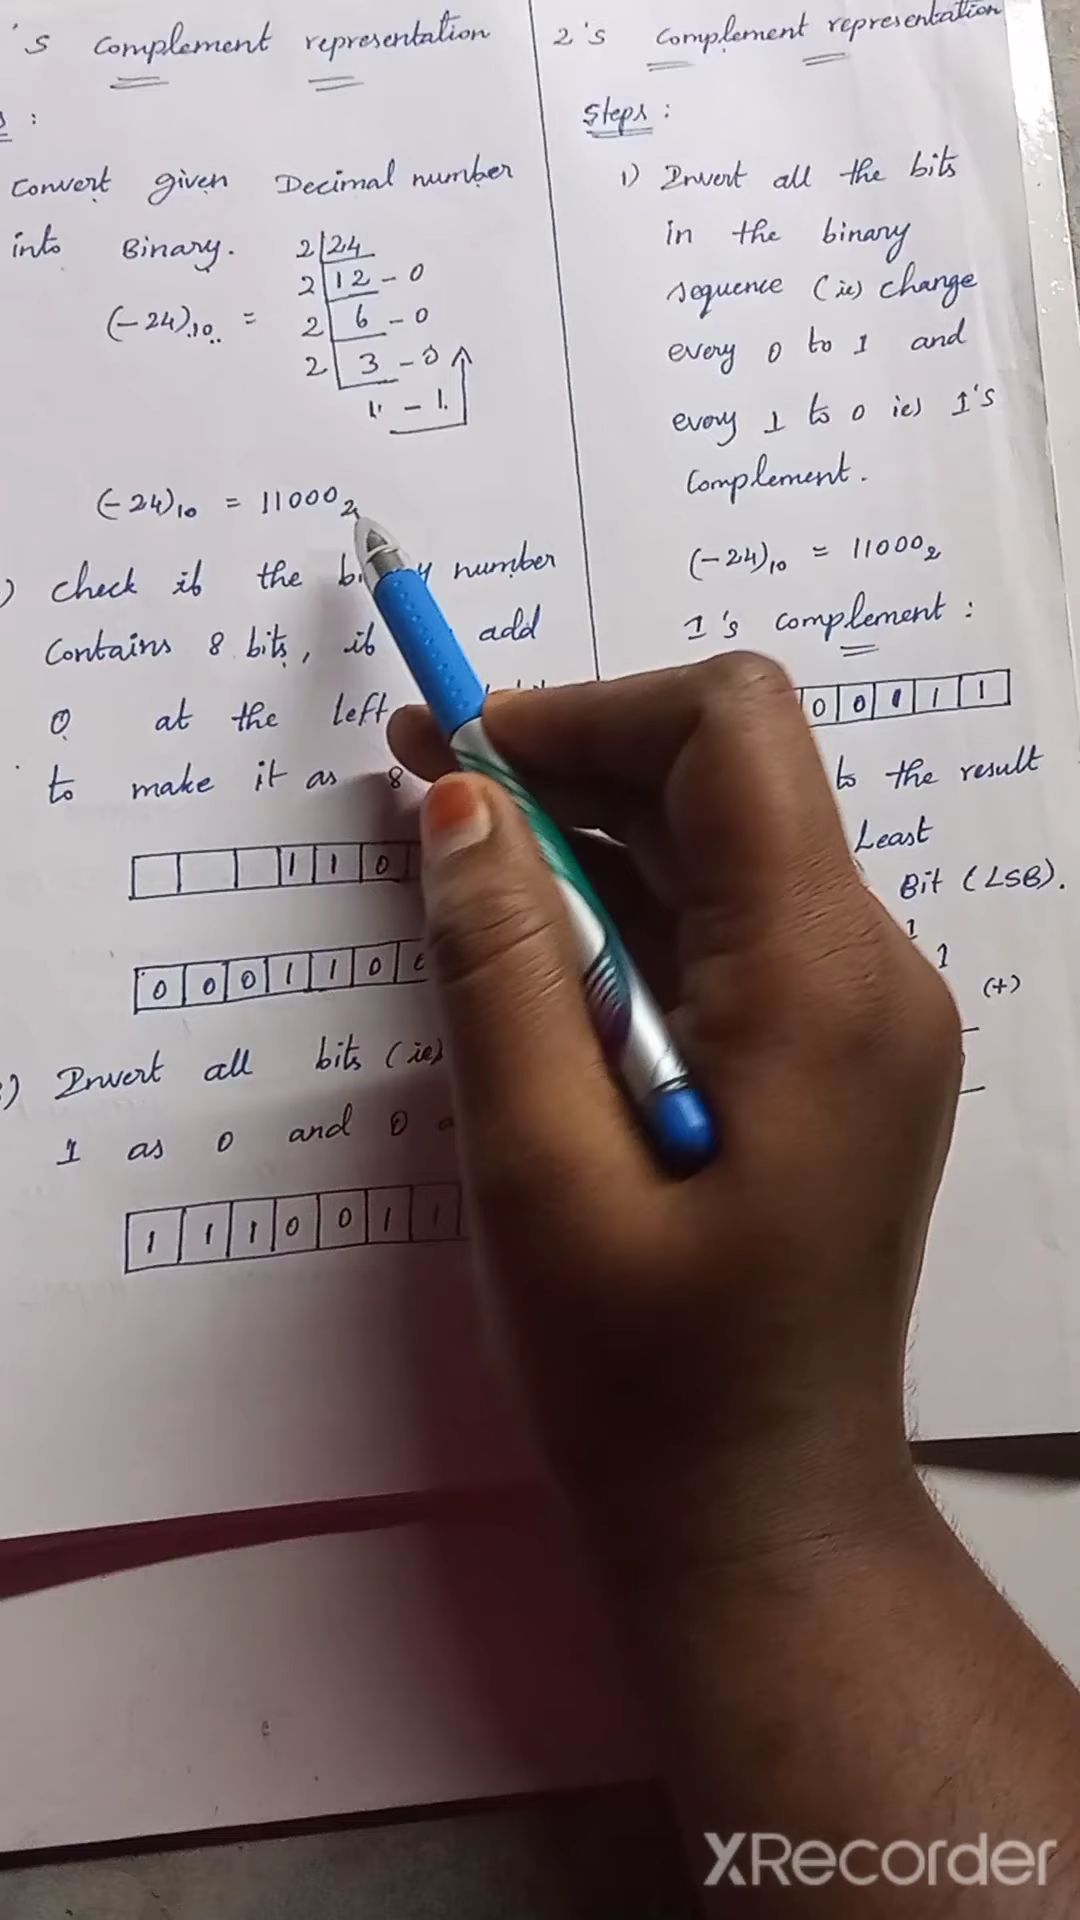 's complement representation
:
Convert given Decimal number
into Binary.
2 24
2 12 - 0
(-24)10 = 2 6 - 0
2 3 - 0
1 - 1
(-24)10 = 11000 2
) Check if the number
Contains 8 bits, if add
0 at the left
to make it as 8
1 1 0
0 0 0 1 1 0
) Invert all bits (ie)
1 as 0 and 0
1 1 1 0 0 1 1
2's complement representation
Steps :
1) Invert all the bits
in the binary
sequence (ie) change
every 0 to 1 and
every 1 to 0 ie) 1's
Complement.
(-24)10 = 11000 2
1's complement :
0 0 1 1 1
to the result
Least
Bit (LSB).
1
1
(+)
XRecorder